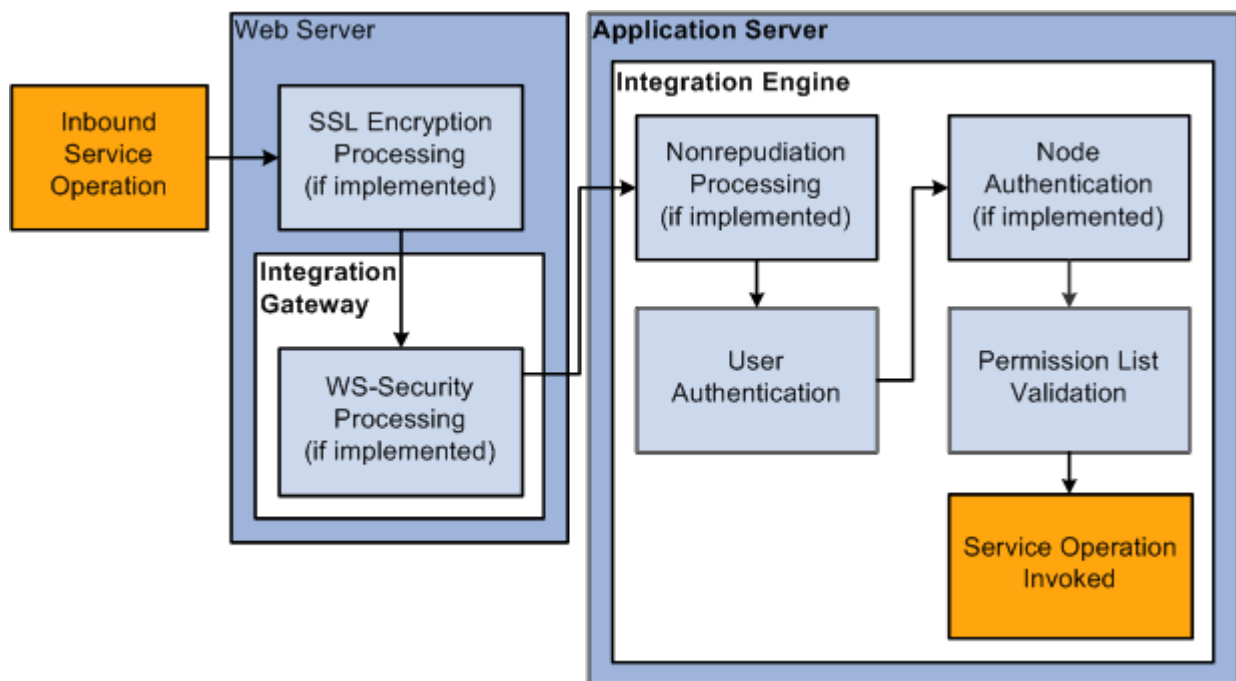 Web Server
Application Server
Inbound
Service
Operation
SSL Encryption
Processing
(if implemented)
Integration
Gateway
WS-Security
Processing
(if implemented)
Integration Engine
Nonrepudiation
Processing
(if implemented)
User
Authentication
Node
Authentication
(if implemented)
Permission List
Validation
Service Operation
Invoked